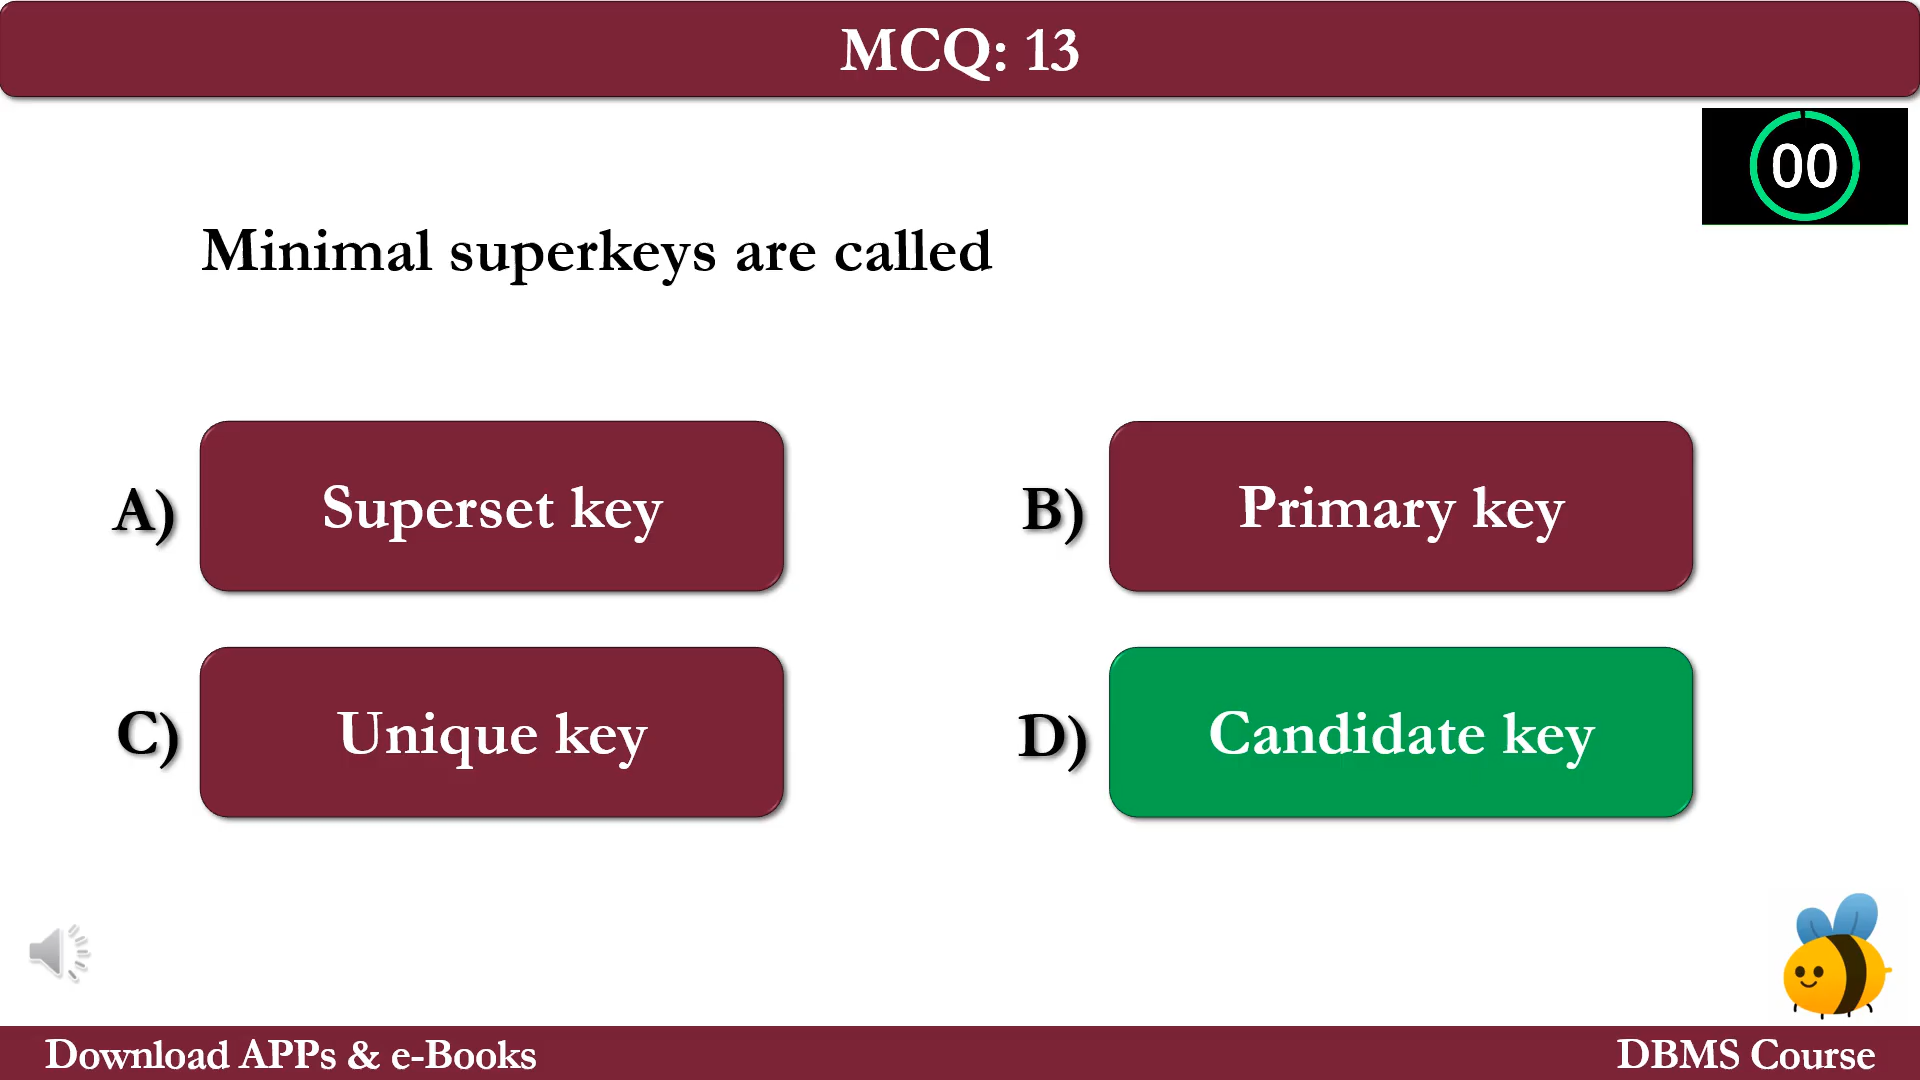 MCQ: 13
00
Minimal superkeys are called
A) Superset key
B) Primary key
C) Unique key
D) Candidate key
Download APPs & e-Books
DBMS Course